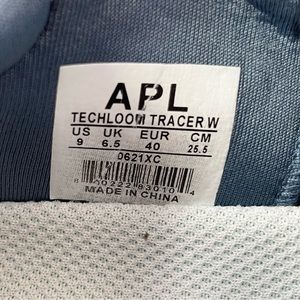 APL
TECHLOOM TRACER W
US UK EUR CM
9 6.5 40 25.5
0621XC
MADE IN CHINA